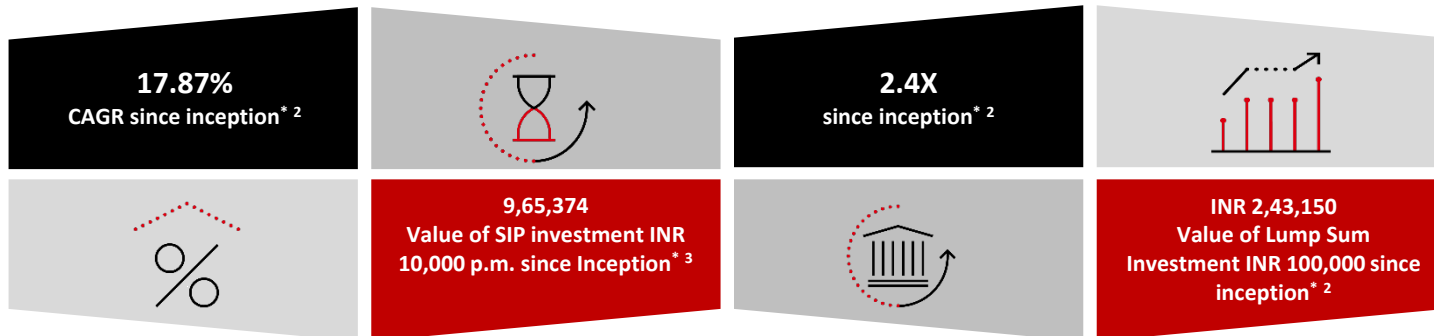 17.87%
CAGR since inception* 2
2.4X
since inception* 2
9,65,374
Value of SIP investment INR
10,000 p.m. since Inception* 3
INR 2,43,150
Value of Lump Sum
Investment INR 100,000 since
inception* 2